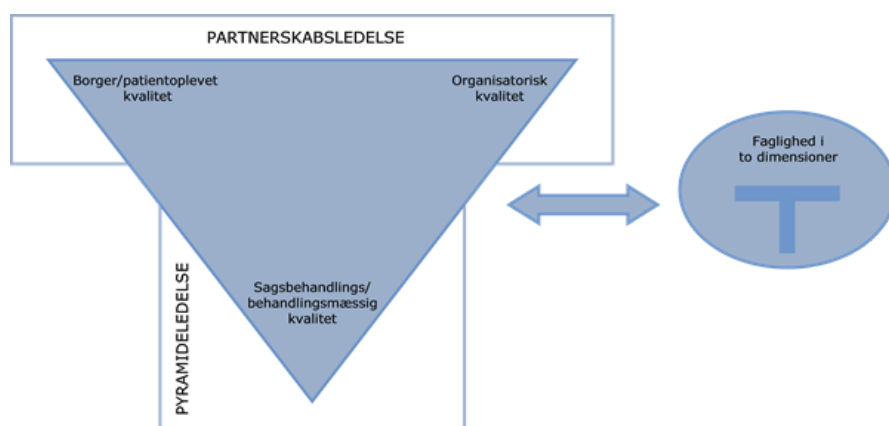 PARTNERSKABSLEDELSE
Borger/patientoplevet
kvalitet
Organisatorisk
kvalitet
Faglighed i
to dimensioner
Sagsbehandlings/
behandlingsmæssig
kvalitet
PYRAMIDELEDELSE